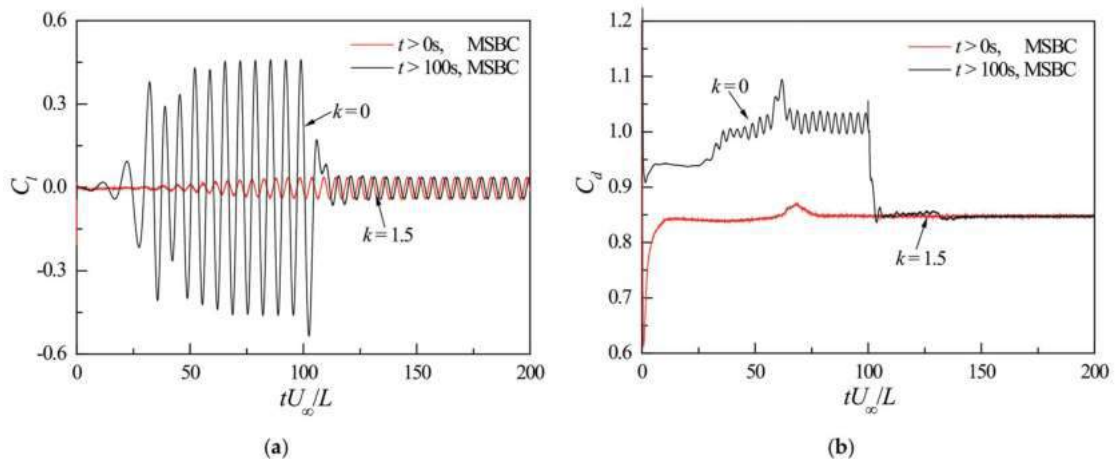 0.6
0.3
0.0
-0.3
-0.6
C_l
t > 0s, MSBC
t > 100s, MSBC
k = 0
k = 1.5
0 50 100 150 200
tU_∞/L
(a)
1.2
1.1
1.0
0.9
0.8
0.7
0.6
C_d
t > 0s, MSBC
t > 100s, MSBC
k = 0
k = 1.5
0 50 100 150 200
tU_∞/L
(b)